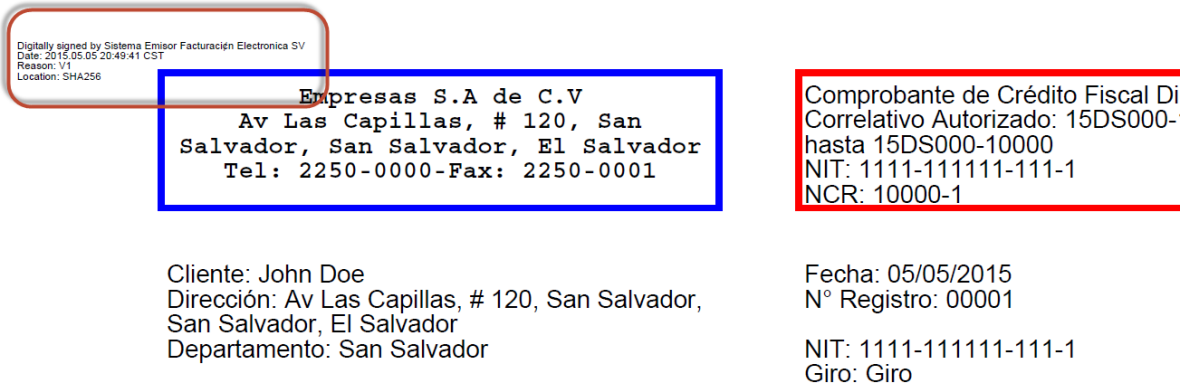 Digitally signed by Sistema Emisor Facturación Electronica SV
Date: 2015.05.05 20:49:41 CST
Reason: V1
Location: SHA256
Empresas S.A de C.V
Av Las Capillas, # 120, San
Salvador, San Salvador, El Salvador
Tel: 2250-0000-Fax: 2250-0001
Comprobante de Crédito Fiscal Di
Correlativo Autorizado: 15DS000-
hasta 15DS000-10000
NIT: 1111-111111-111-1
NCR: 10000-1
Cliente: John Doe
Dirección: Av Las Capillas, # 120, San Salvador,
San Salvador, El Salvador
Departamento: San Salvador
Fecha: 05/05/2015
N° Registro: 00001
NIT: 1111-111111-111-1
Giro: Giro